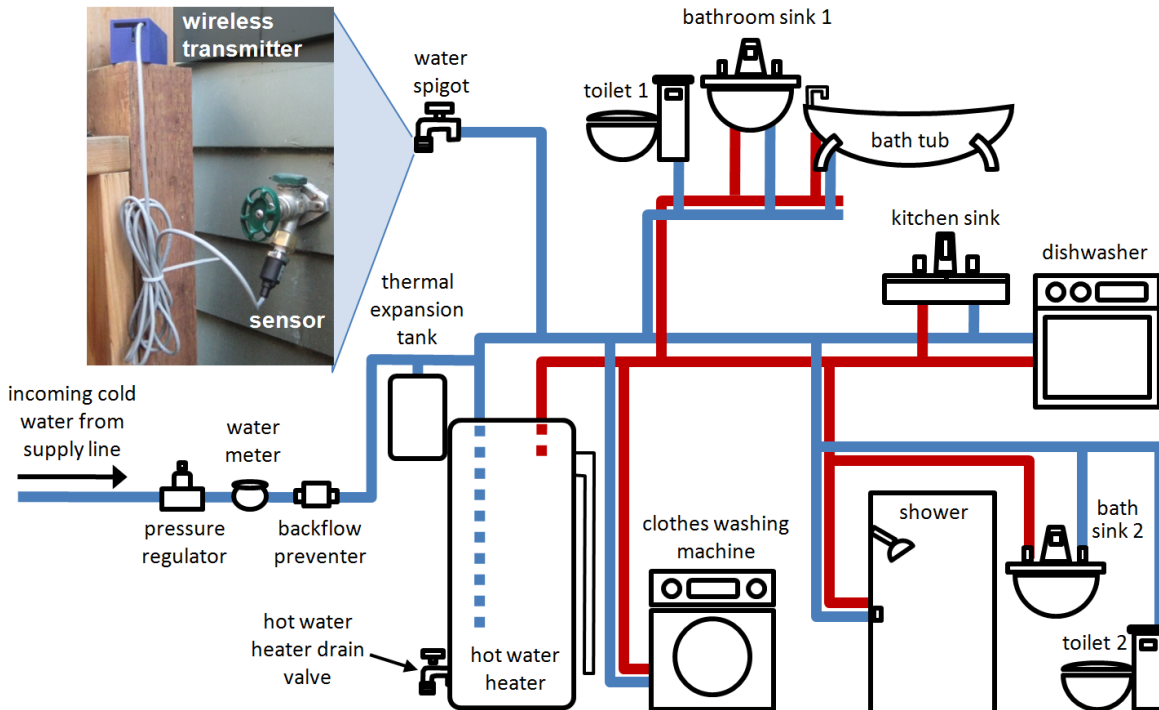 wireless
transmitter
sensor
water
spigot
bathroom sink 1
toilet 1
bath tub
kitchen sink
dishwasher
thermal
expansion
tank
incoming cold
water from
supply line
water
meter
pressure
regulator
backflow
preventer
hot water
heater drain
valve
hot water
heater
clothes washing
machine
shower
bath
sink 2
toilet 2